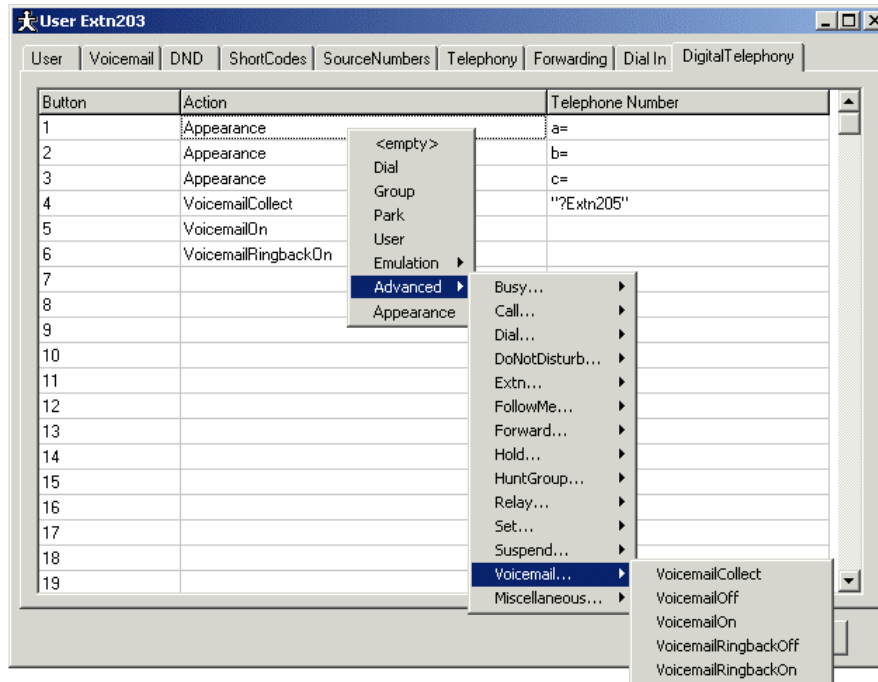 User Extn203
User Voicemail DND ShortCodes SourceNumbers Telephony Forwarding Dial In DigitalTelephony
Button Action Telephone Number
1 Appearance a=
2 Appearance b=
3 Appearance c=
4 VoicemailCollect "?Extn205"
5 VoicemailOn
6 VoicemailRingbackOn
7
8
9
10
11
12
13
14
15
16
17
18
19
<empty>
Dial
Group
Park
User
Emulation
Advanced
Appearance
Busy...
Call...
Dial...
DoNotDisturb...
Extn...
FollowMe...
Forward...
Hold...
HuntGroup...
Relay...
Set...
Suspend...
Voicemail...
Miscellaneous...
VoicemailCollect
VoicemailOff
VoicemailOn
VoicemailRingbackOff
VoicemailRingbackOn